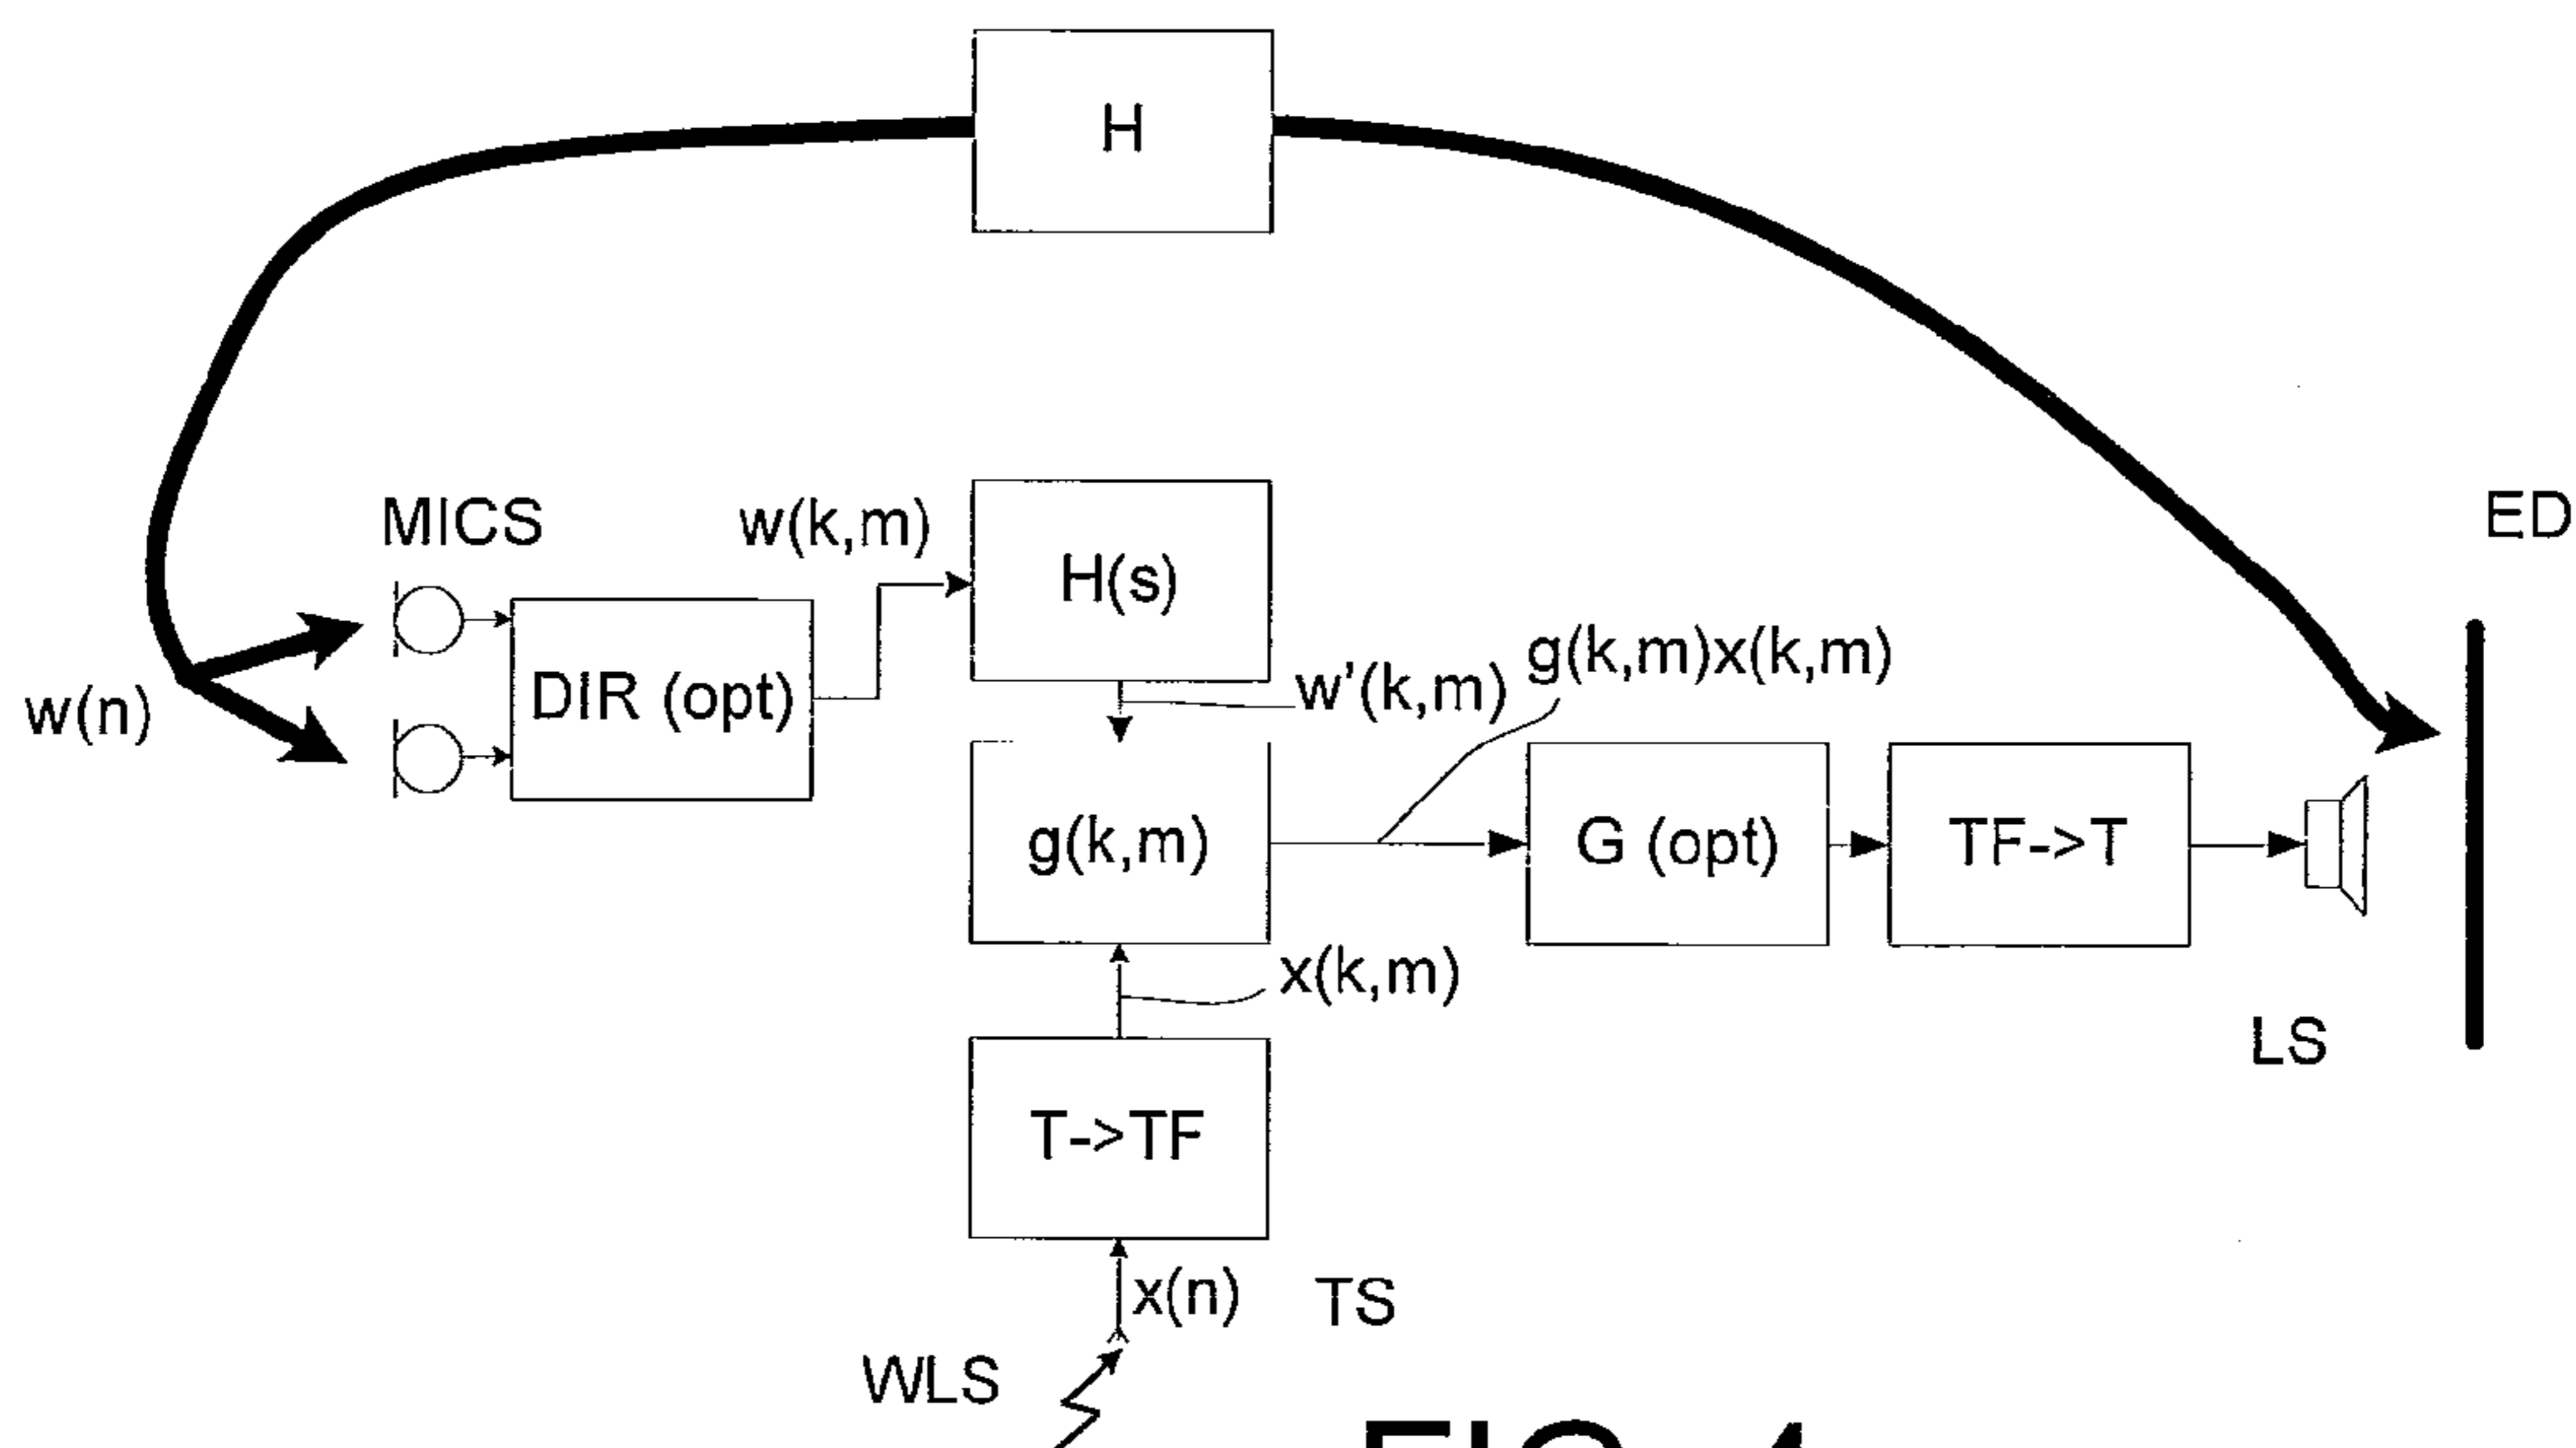 H
MICS
w(k,m)
ED
H(s)
DIR (opt)
w(n)
w'(k,m)
g(k,m)x(k,m)
g(k,m)
G (opt)
TF->T
x(k,m)
LS
T->TF
x(n)
TS
WLS